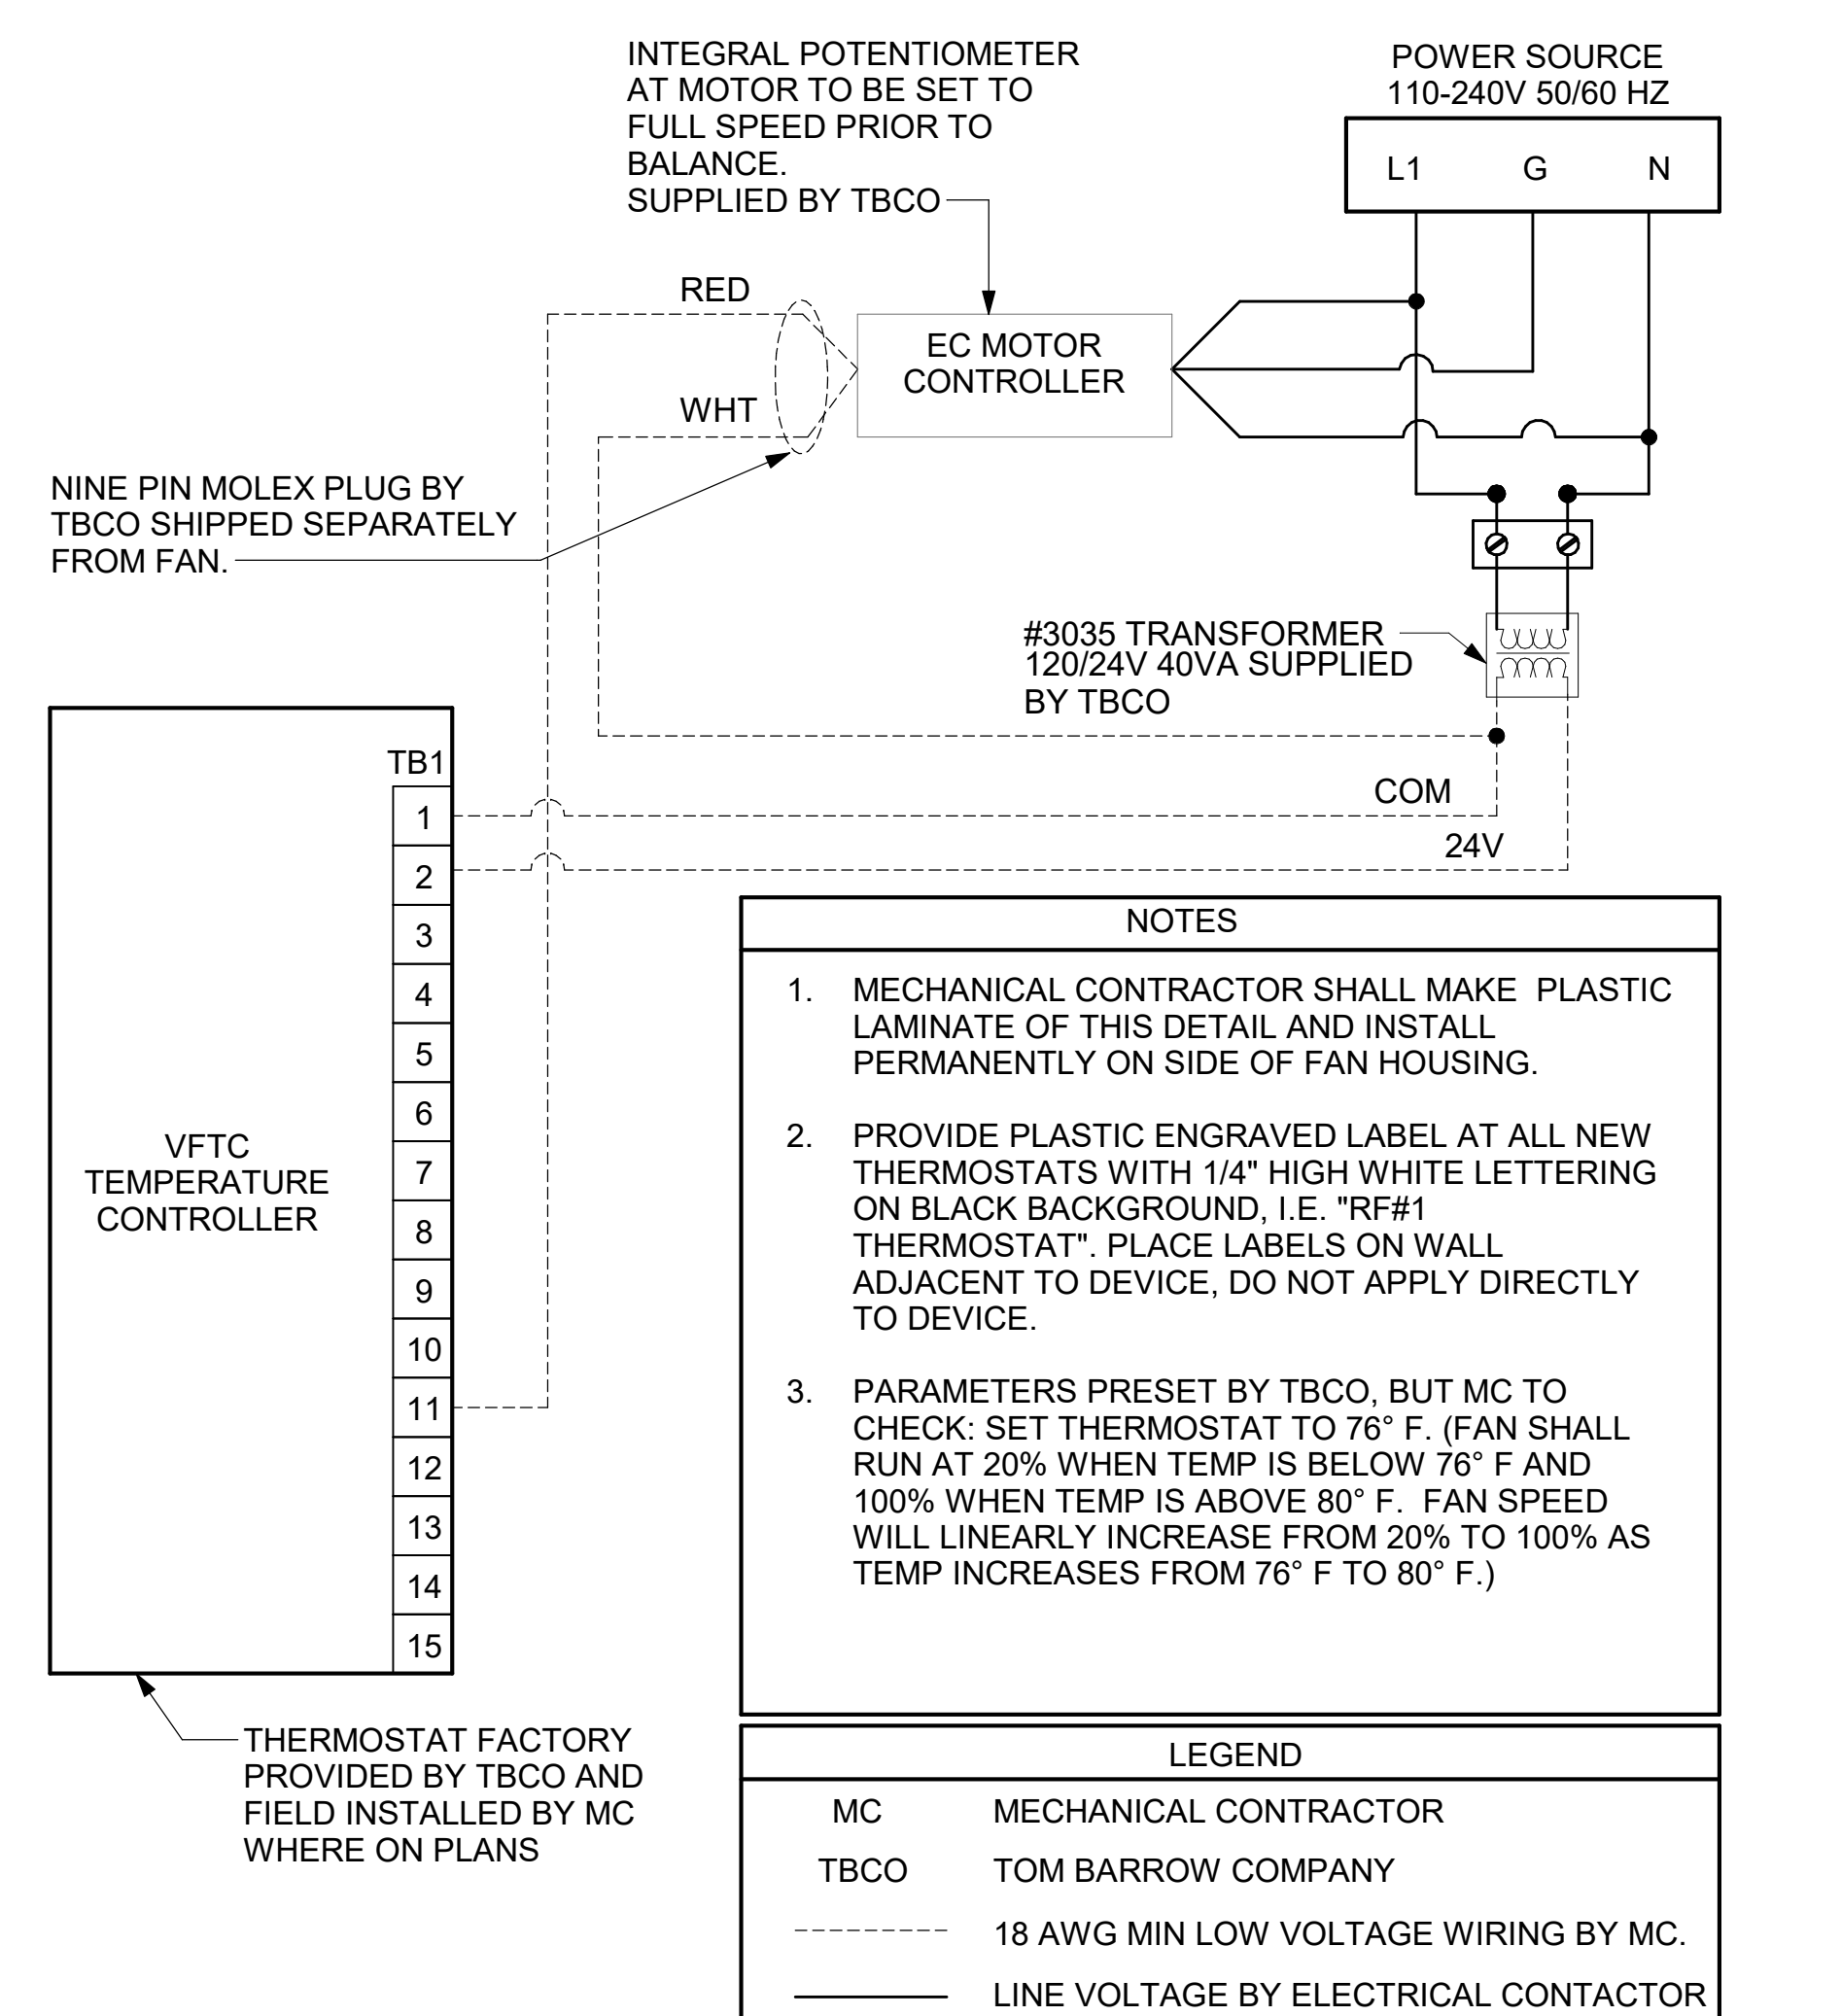 INTEGRAL POTENTIOMETER
AT MOTOR TO BE SET TO
FULL SPEED PRIOR TO
BALANCE.
SUPPLIED BY TBCO
POWER SOURCE
110-240V 50/60 HZ
L1 G N
RED
EC MOTOR
CONTROLLER
WHT
NINE PIN MOLEX PLUG BY
TBCO SHIPPED SEPARATELY
FROM FAN.
#3035 TRANSFORMER
120/24V 40VA SUPPLIED
BY TBCO
COM
24V
TB1
1
2
3
4
5
6
7
8
9
10
11
12
13
14
15
VFTC
TEMPERATURE
CONTROLLER
THERMOSTAT FACTORY
PROVIDED BY TBCO AND
FIELD INSTALLED BY MC
WHERE ON PLANS
NOTES
1. MECHANICAL CONTRACTOR SHALL MAKE PLASTIC
LAMINATE OF THIS DETAIL AND INSTALL
PERMANENTLY ON SIDE OF FAN HOUSING.
2. PROVIDE PLASTIC ENGRAVED LABEL AT ALL NEW
THERMOSTATS WITH 1/4" HIGH WHITE LETTERING
ON BLACK BACKGROUND, I.E. "RF#1
THERMOSTAT". PLACE LABELS ON WALL
ADJACENT TO DEVICE, DO NOT APPLY DIRECTLY
TO DEVICE.
3. PARAMETERS PRESET BY TBCO, BUT MC TO
CHECK: SET THERMOSTAT TO 76° F. (FAN SHALL
RUN AT 20% WHEN TEMP IS BELOW 76° F AND
100% WHEN TEMP IS ABOVE 80° F. FAN SPEED
WILL LINEARLY INCREASE FROM 20% TO 100% AS
TEMP INCREASES FROM 76° F TO 80° F.)
LEGEND
MC MECHANICAL CONTRACTOR
TBCO TOM BARROW COMPANY
18 AWG MIN LOW VOLTAGE WIRING BY MC.
LINE VOLTAGE BY ELECTRICAL CONTACTOR